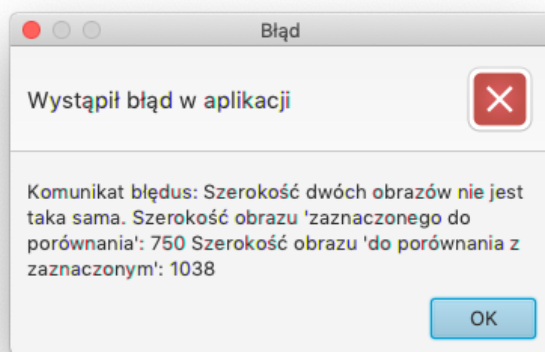 Błąd
Wystąpił błąd w aplikacji
Komunikat błędus: Szerokość dwóch obrazów nie jest
taka sama. Szerokość obrazu 'zaznaczonego do
porównania': 750 Szerokość obrazu 'do porównania z
zaznaczonym': 1038
OK